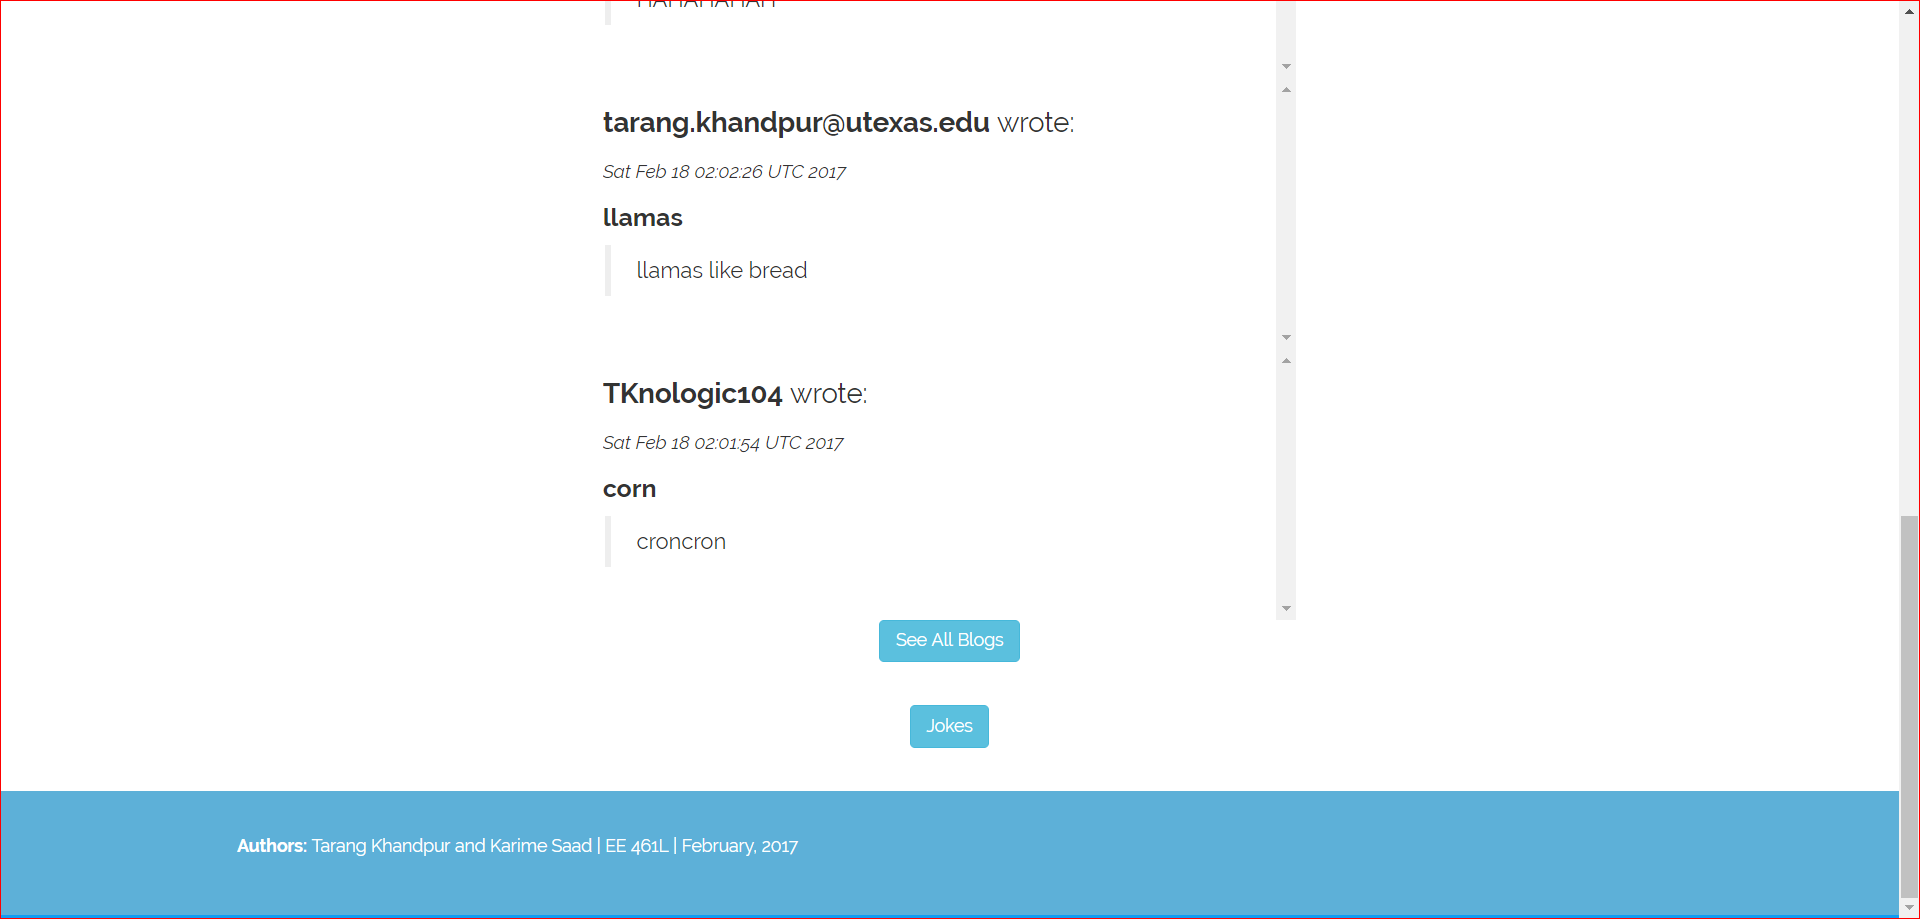 tarang.khandpur@utexas.edu wrote:
Sat Feb 18 02:02:26 UTC 2017
llamas
llamas like bread
TKnologic104 wrote:
Sat Feb 18 02:01:54 UTC 2017
corn
croncron
See All Blogs
Jokes
Authors: Tarang Khandpur and Karime Saad | EE 461L | February, 2017